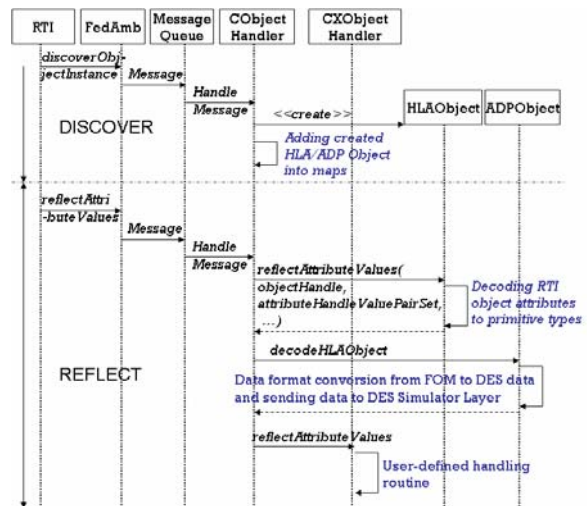 RTI
FedAmb
Message
Queue
CObject
Handler
CXObject
Handler
discoverObj-
jectInstance
Message
Handle
Message
<<create>>
HLAObject
ADPObject
DISCOVER
Adding created
HLA/ADP Object
into maps
reflectAttri
-buteValues
Message
Handle
Message
reflectAttributeValues(
objectHandle,
attributeHandleValuePairSet,
...)
Decoding RTI
object attributes
to primitive types
decodeHLAObject
REFLECT
Data format conversion from FOM to DES data
and sending data to DES Simulator Layer
reflectAttributeValues
User-defined handling
routine